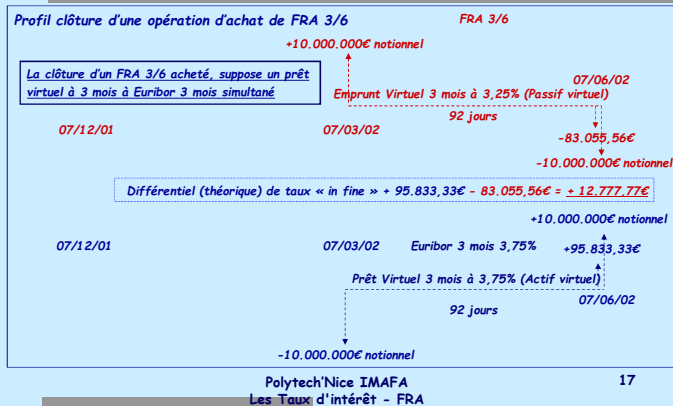 Profil clôture d'une opération d'achat de FRA 3/6
FRA 3/6
+10.000.000€ notionnel
La clôture d'un FRA 3/6 acheté, suppose un prêt
virtuel à 3 mois à Euribor 3 mois simultané
07/06/02
Emprunt Virtuel 3 mois à 3,25% (Passif virtuel)
92 jours
07/12/01
07/03/02
-83.055,56€
-10.000.000€ notionnel
Différentiel (théorique) de taux « in fine » + 95.833,33€ - 83.055,56€ = + 12.777,77€
+10.000.000€ notionnel
07/12/01
07/03/02
Euribor 3 mois 3,75%
+95.833,33€
Prêt Virtuel 3 mois à 3,75% (Actif virtuel)
07/06/02
92 jours
-10.000.000€ notionnel
Polytech'Nice IMAFA
17
Les Taux d'intérêt - FRA